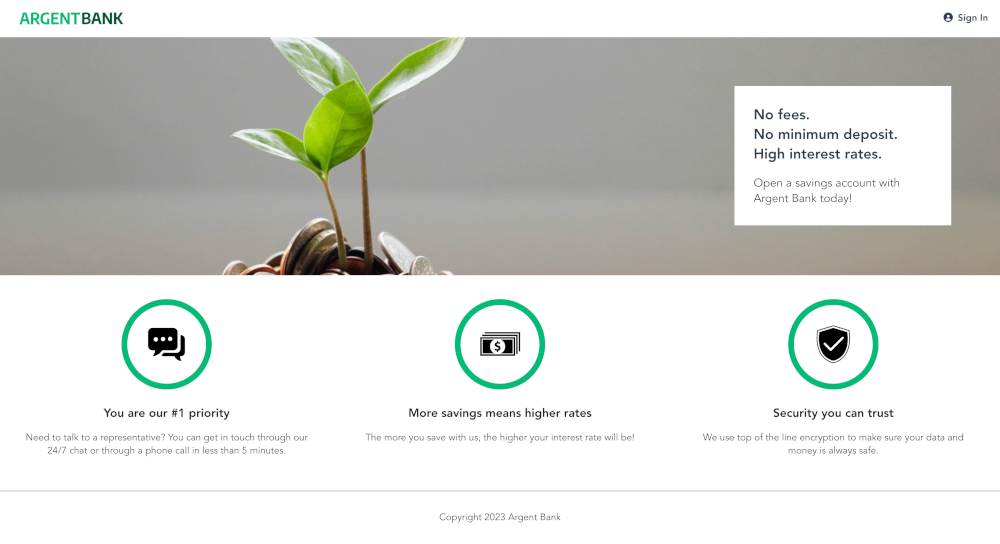 ARGENTBANK
Sign In
No fees.
No minimum deposit.
High interest rates.
Open a savings account with
Argent Bank today!
$
You are our #1 priority
Need to talk to a representative? You can get in touch through our
24/7 chat or through a phone call in less than 5 minutes.
More savings means higher rates
The more you save with us, the higher your interest rate will be!
Security you can trust
We use top of the line encryption to make sure your data and
money is always safe.
Copyright 2023 Argent Bank